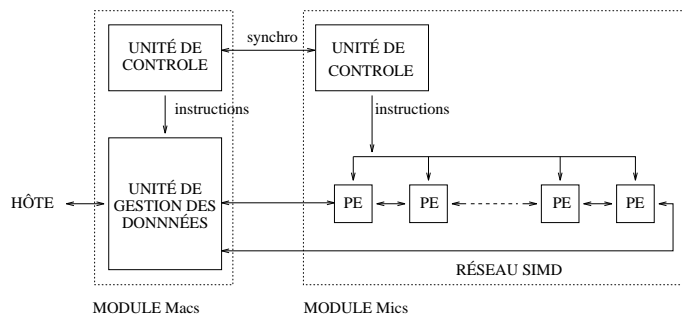 UNITÉ DE
CONTROLE
synchro
UNITÉ DE
CONTROLE
instructions
instructions
HÔTE
UNITÉ DE
GESTION DES
DONNNÉES
PE
PE
PE
PE
RÉSEAU SIMD
MODULE Macs
MODULE Mics